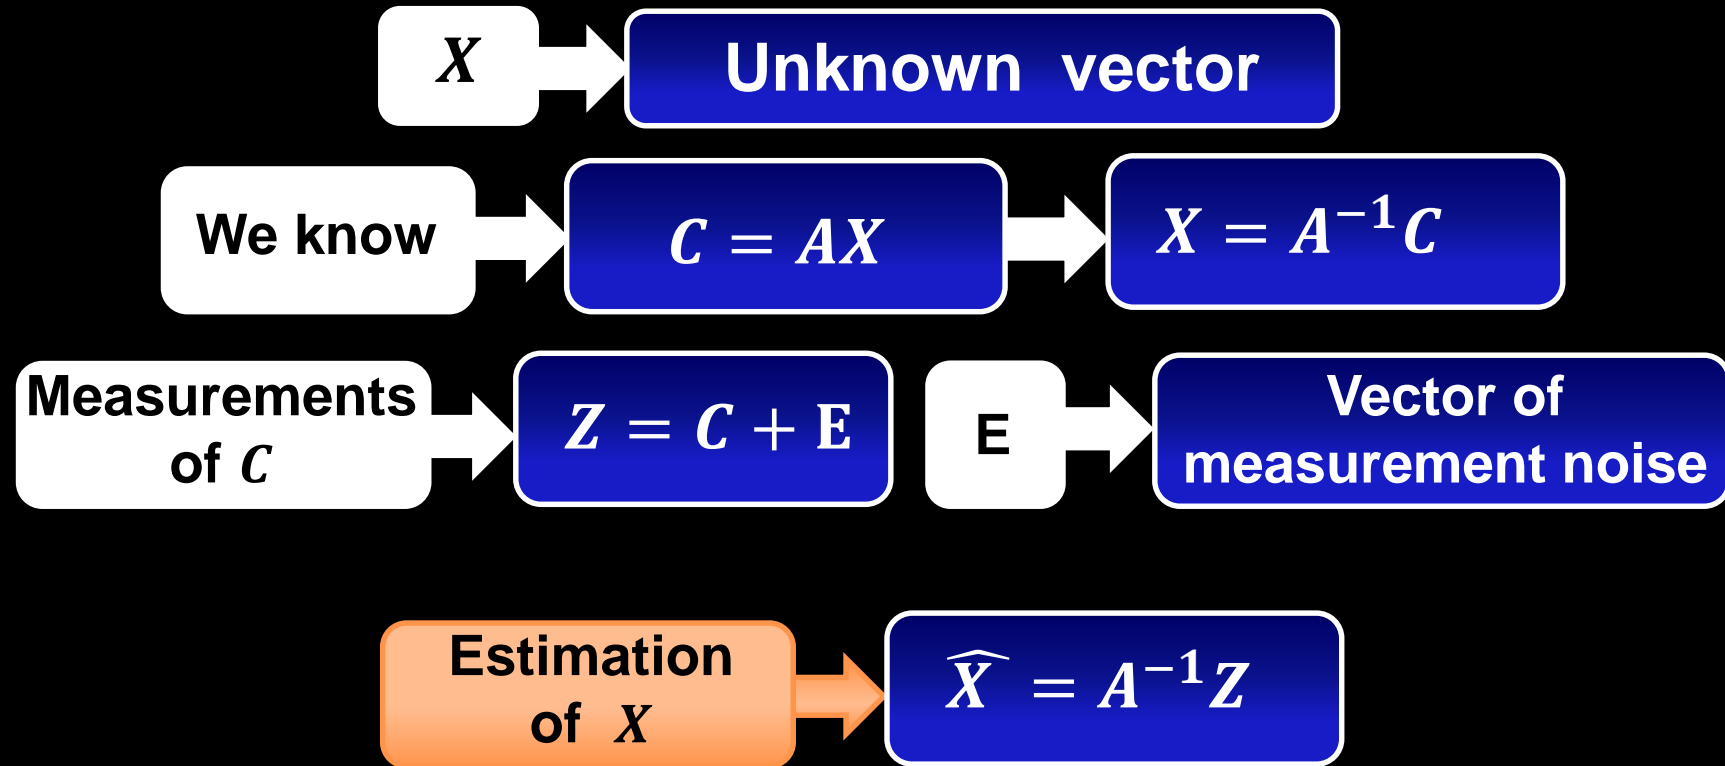 X
Unknown vector
We know
C = AX
X = A⁻¹C
Measurements
of C
Z = C + E
E
Vector of
measurement noise
Estimation
of X
X̂ = A⁻¹Z